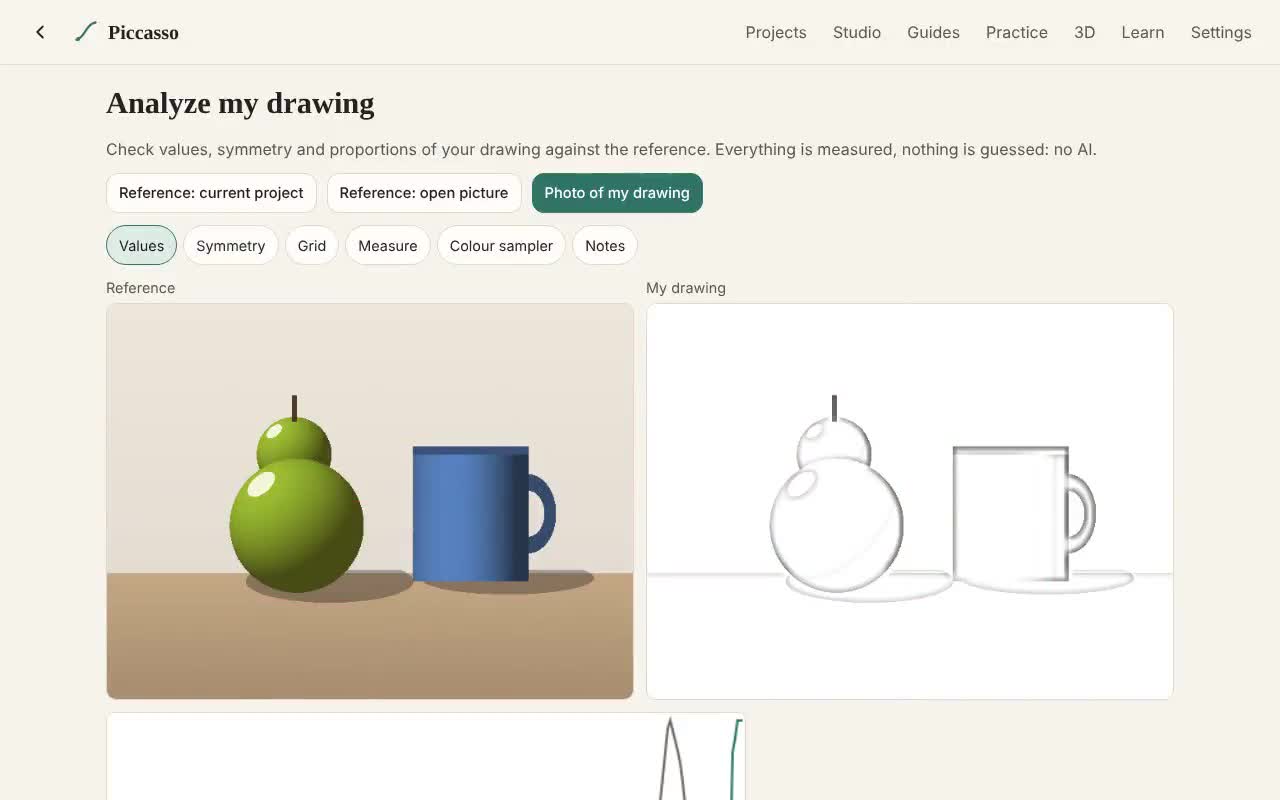 Piccasso
Projects Studio Guides Practice 3D Learn Settings
Analyze my drawing
Check values, symmetry and proportions of your drawing against the reference. Everything is measured, nothing is guessed: no AI.
Reference: current project Reference: open picture Photo of my drawing
Values Symmetry Grid Measure Colour sampler Notes
Reference My drawing